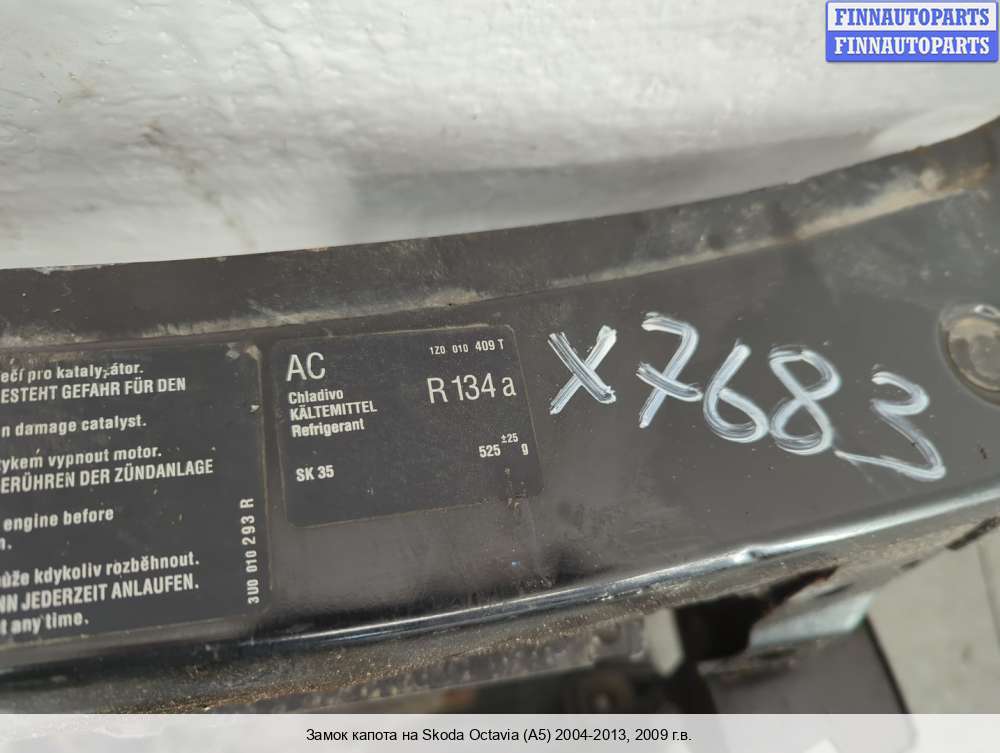 FINNAUTOPARTS
FINNAUTOPARTS
ečí pro katalyzátor.
ESTEHT GEFAHR FÜR DEN
n damage catalyst.
ykem vypnout motor.
ERÜHREN DER ZÜNDANLAGE
engine before
n.
ůže kdykoliv rozběhnout.
NN JEDERZEIT ANLAUFEN.
t any time.
3U0 010 293 R
AC
1Z0 010 409 T
Chladivo
KÄLTEMITTEL
Refrigerant
R 134 a
SK 35
525 ±25 g
X7683
Замок капота на Skoda Octavia (A5) 2004-2013, 2009 г.в.